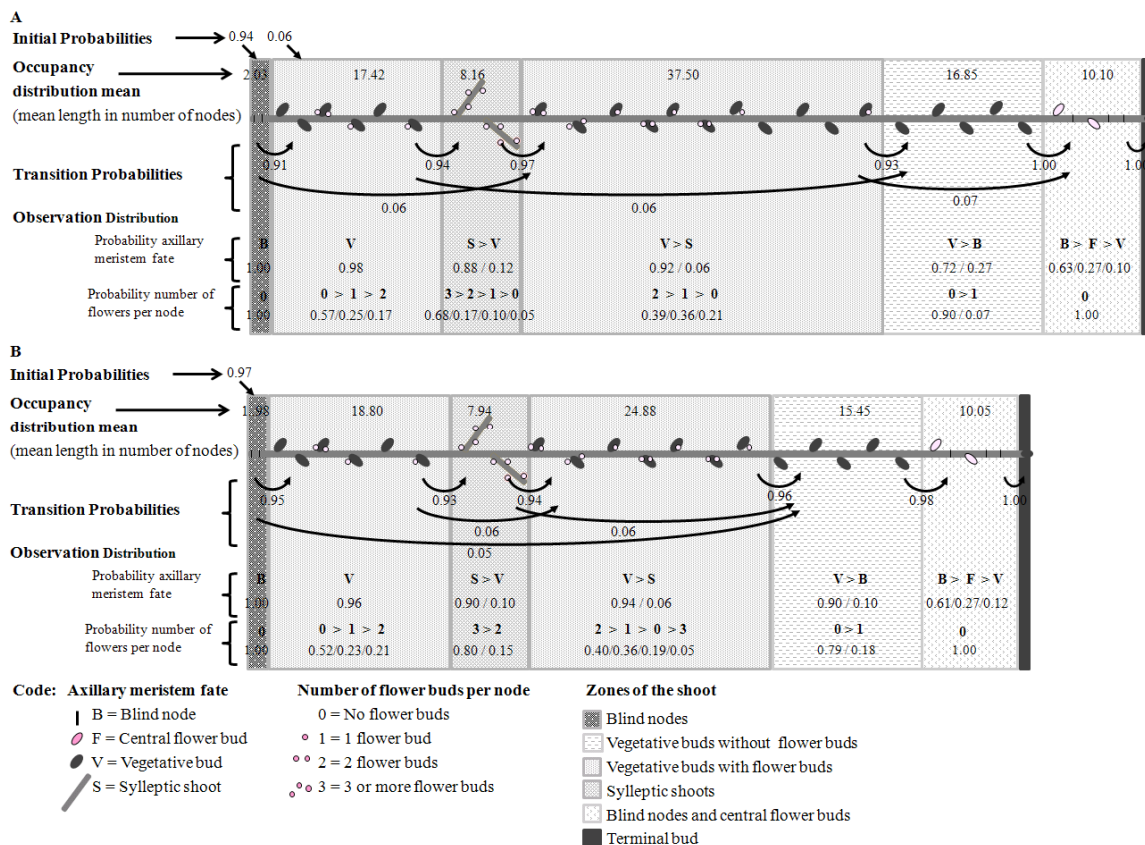 A
Initial Probabilities 0.94 0.06
Occupancy distribution mean (mean length in number of nodes) 2.03 17.42 8.16 37.50 16.85 10.10
0.91 0.94 0.97 0.93 1.00 1.00
Transition Probabilities
0.06 0.06 0.07
Observation Distribution
Probability axillary meristem fate
B V S > V V > S V > B B > F > V
1.00 0.98 0.88 / 0.12 0.92 / 0.06 0.72 / 0.27 0.63/0.27/0.10
Probability number of flowers per node
0 0 > 1 > 2 3 > 2 > 1 > 0 2 > 1 > 0 0 > 1 0
1.00 0.57/0.25/0.17 0.68/0.17/0.10/0.05 0.39/0.36/0.21 0.90 / 0.07 1.00
B
Initial Probabilities 0.97
Occupancy distribution mean (mean length in number of nodes) 1.98 18.80 7.94 24.88 15.45 10.05
0.95 0.93 0.94 0.96 0.98 1.00
Transition Probabilities
0.06 0.06
0.05
Observation Distribution
Probability axillary meristem fate
B V S > V V > S V > B B > F > V
1.00 0.96 0.90 / 0.10 0.94 / 0.06 0.90 / 0.10 0.61/0.27/0.12
Probability number of flowers per node
0 0 > 1 > 2 3 > 2 2 > 1 > 0 > 3 0 > 1 0
1.00 0.52/0.23/0.21 0.80 / 0.15 0.40/0.36/0.19/0.05 0.79 / 0.18 1.00
Code: Axillary meristem fate
B = Blind node
F = Central flower bud
V = Vegetative bud
S = Sylleptic shoot
Number of flower buds per node
0 = No flower buds
1 = 1 flower bud
2 = 2 flower buds
3 = 3 or more flower buds
Zones of the shoot
Blind nodes
Vegetative buds without flower buds
Vegetative buds with flower buds
Sylleptic shoots
Blind nodes and central flower buds
Terminal bud